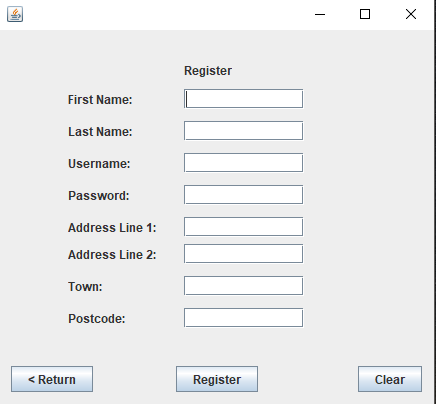 Register
First Name:
Last Name:
Username:
Password:
Address Line 1:
Address Line 2:
Town:
Postcode:
< Return
Register
Clear